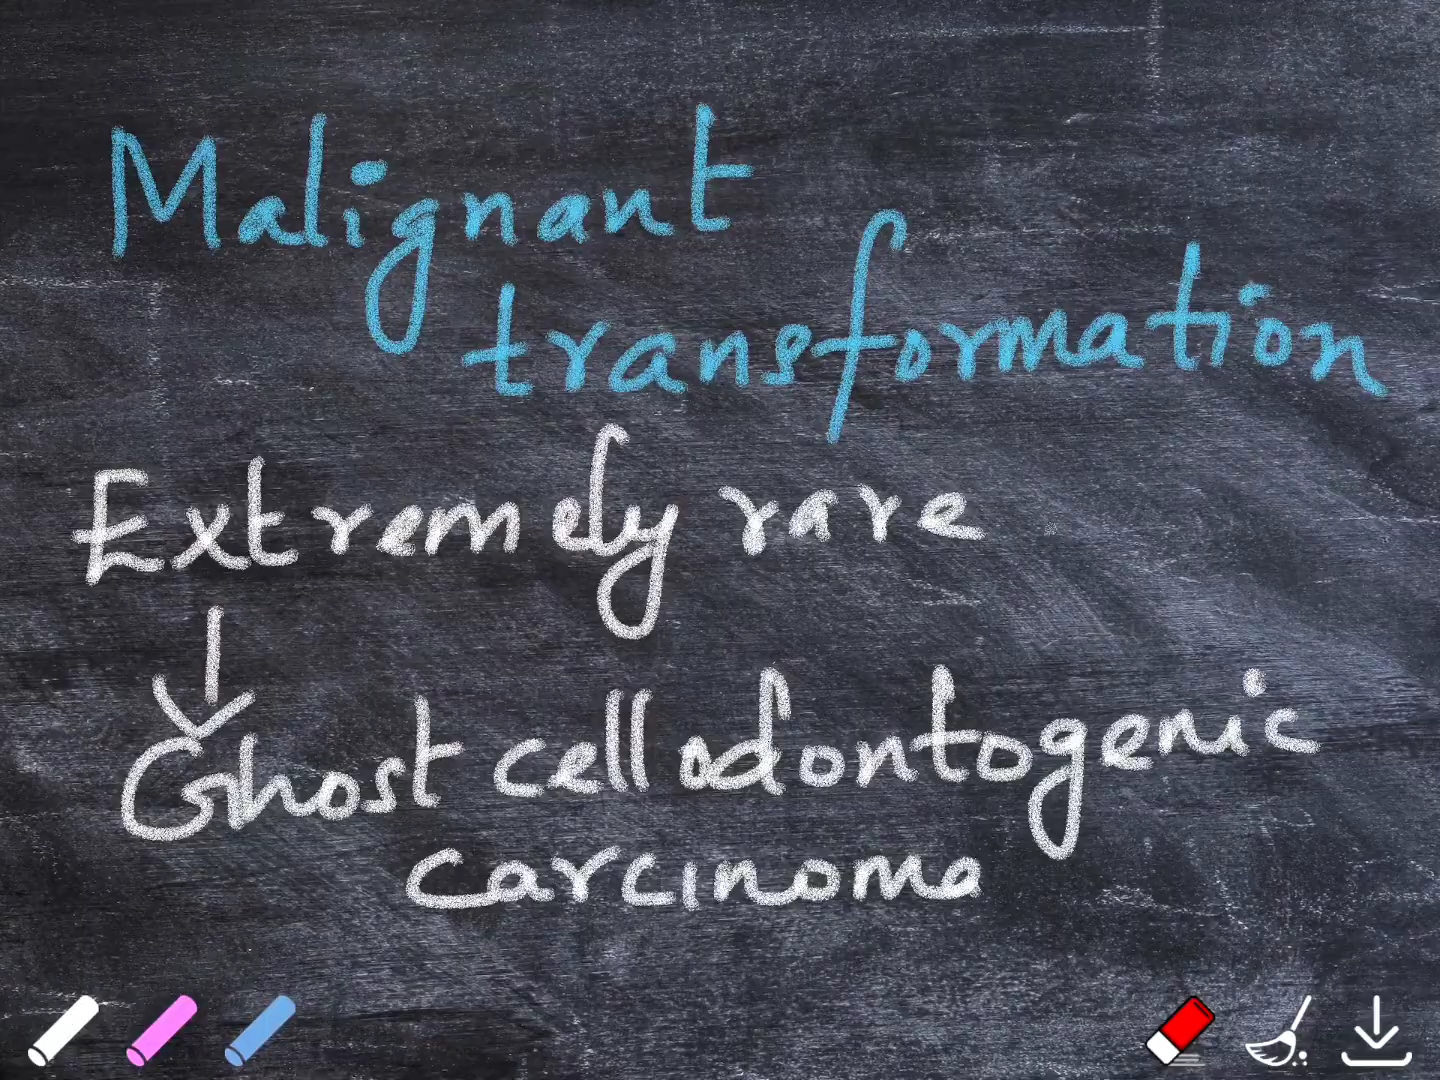 Malignant
transformation
Extremely rare
Ghost cell odontogenic
carcinoma